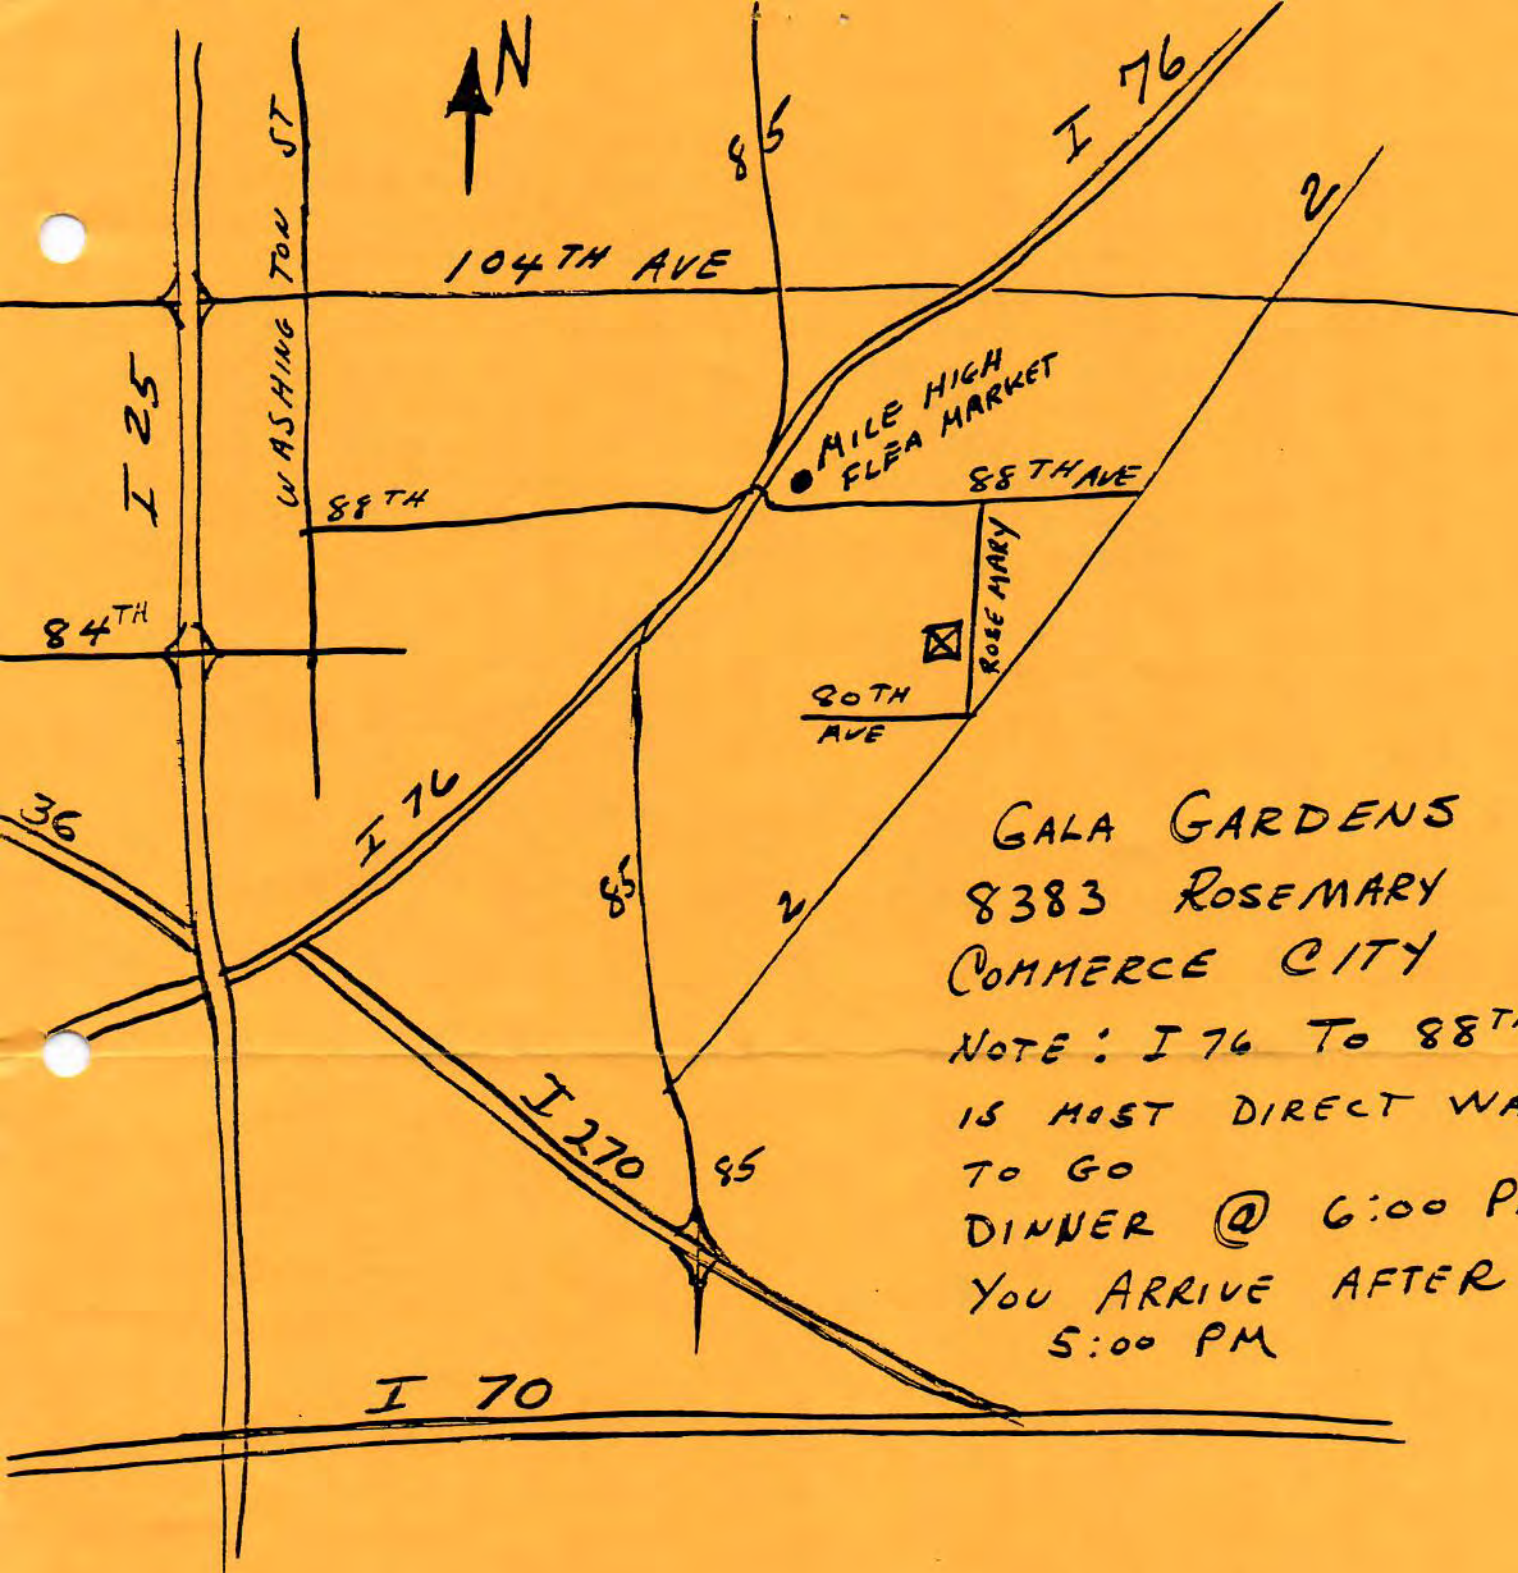 N
I 76
85
2
WASHINGTON ST
104TH AVE
I 25
MILE HIGH
FLEA MARKET
88TH
88TH AVE
ROSEMARY
84TH
80TH
AVE
36
I 76
85
2
GALA GARDENS
8383 ROSEMARY
COMMERCE CITY
NOTE: I 76 TO 88TH
IS MOST DIRECT WA
TO GO
I 270
85
DINNER @ 6:00 P
YOU ARRIVE AFTER
5:00 PM
I 70